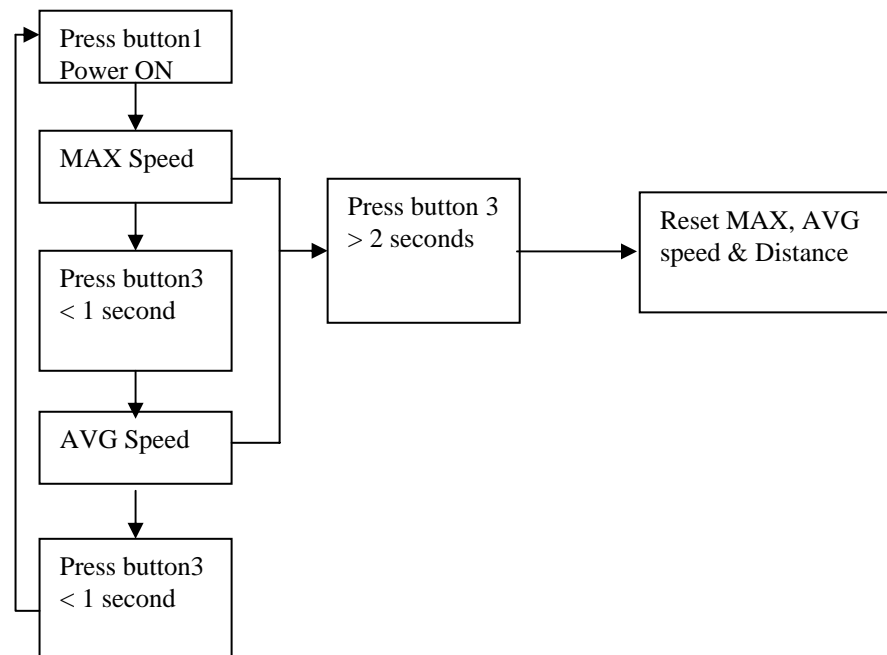 Press button1
Power ON
MAX Speed
Press button3
< 1 second
AVG Speed
Press button3
< 1 second
Press button 3
> 2 seconds
Reset MAX, AVG
speed & Distance